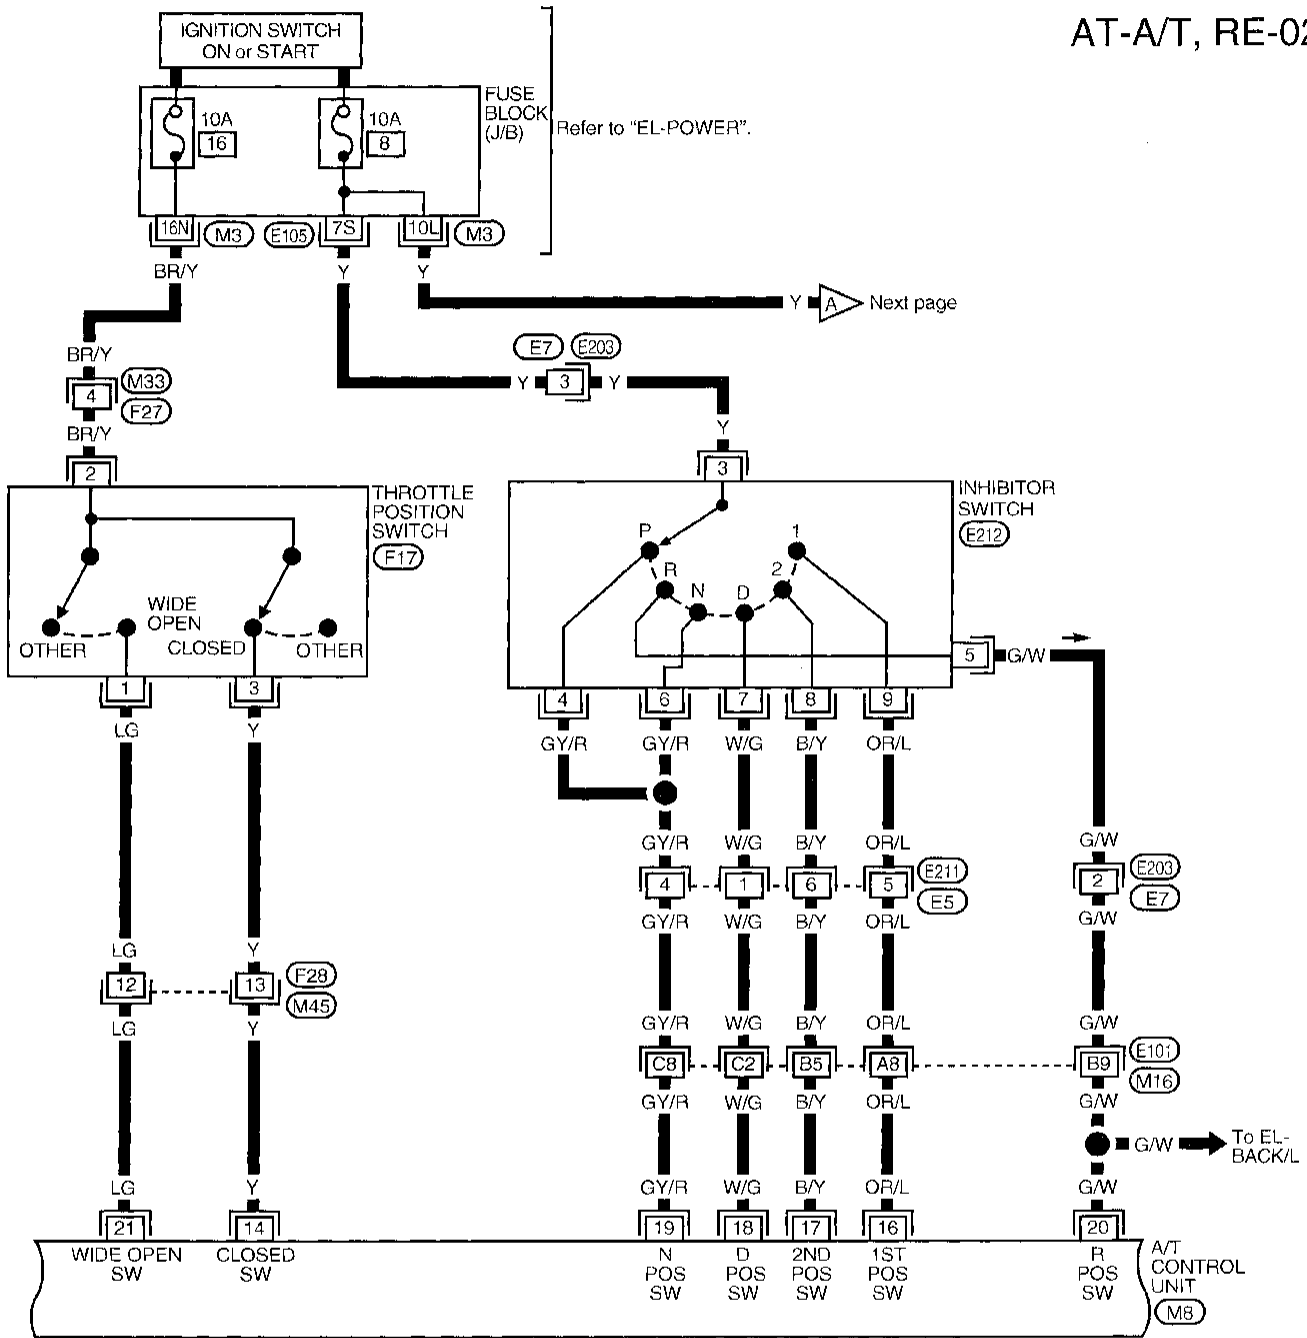 AT-A/T, RE-02
IGNITION SWITCH
ON or START
FUSE
BLOCK
(J/B)
Refer to "EL-POWER".
10A
16
10A
8
16N
M3
E105
7S
10L
M3
BR/Y
Y
Y
Y
A
Next page
BR/Y
M33
4
F27
BR/Y
2
E7
E203
Y
3
Y
Y
3
THROTTLE
POSITION
SWITCH
F17
WIDE
OPEN
OTHER
CLOSED
OTHER
1
3
INHIBITOR
SWITCH
E212
P
R
N
D
2
1
5
G/W
4
6
7
8
9
LG
Y
GY/R
GY/R
W/G
B/Y
OR/L
GY/R
W/G
B/Y
OR/L
G/W
4
1
6
5
E211
E5
2
E203
E7
GY/R
W/G
B/Y
OR/L
G/W
LG
Y
12
13
F28
M45
LG
Y
GY/R
W/G
B/Y
OR/L
G/W
C8
C2
B5
A8
B9
E101
M16
GY/R
W/G
B/Y
OR/L
G/W
G/W
To EL-
BACK/L
LG
Y
GY/R
W/G
B/Y
OR/L
G/W
21
14
19
18
17
16
20
WIDE OPEN
SW
CLOSED
SW
N
POS
SW
D
POS
SW
2ND
POS
SW
1ST
POS
SW
R
POS
SW
A/T
CONTROL
UNIT
M8